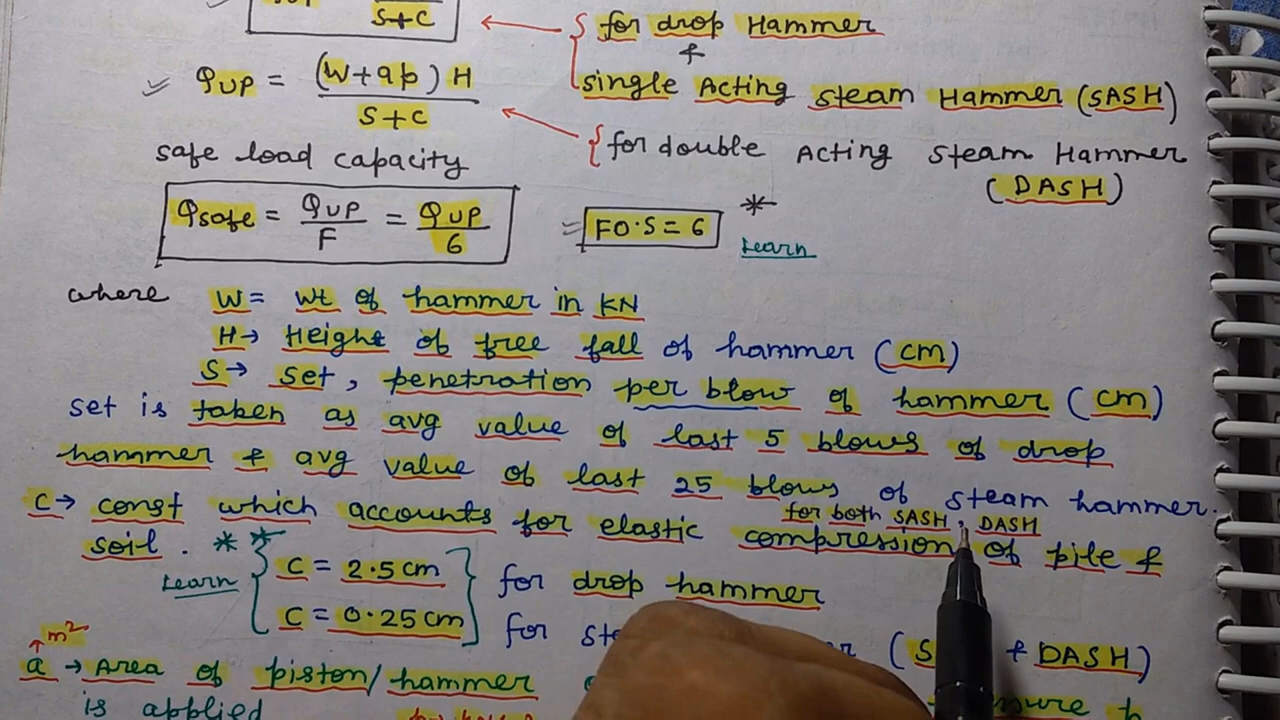 S+C
for drop Hammer
&
single Acting steam Hammer (SASH)
Qup = (W+ap) H / S+C
for double Acting steam Hammer
(DASH)
safe load capacity
Qsafe = Qup / F = Qup / 6
= FO.S = 6
*
Learn
where W = wt of hammer in KN
H → Height of free fall of hammer (cm)
S → set, penetration per blow of hammer (cm)
set is taken as avg value of last 5 blows of drop
hammer & avg value of last 25 blows of steam hammer.
for both SASH, DASH
C → const which accounts for elastic compression of pile &
soil. * *
Learn
C = 2.5 cm for drop hammer
C = 0.25 cm for (S + DASH)
m²
a → Area of piston/hammer
is applied